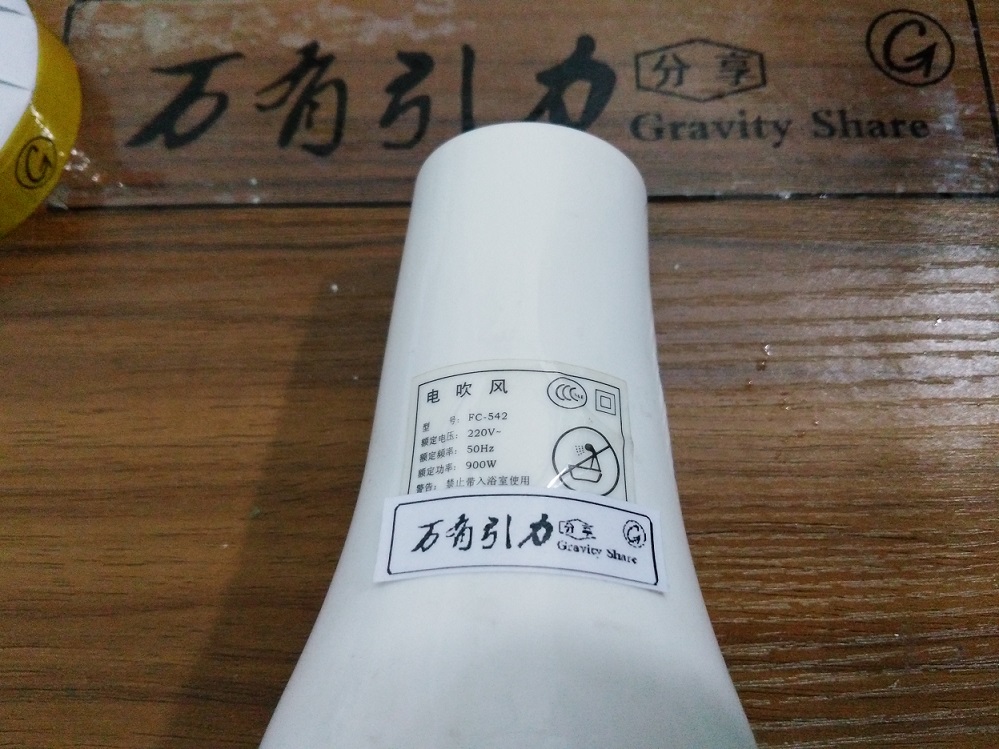 万有引力 分享
Gravity Share
G
G
电吹风
型 号: FC-542
额定电压: 220V~
额定频率: 50Hz
额定功率: 900W
警告: 禁止带入浴室使用
万有引力 分享
Gravity Share
G